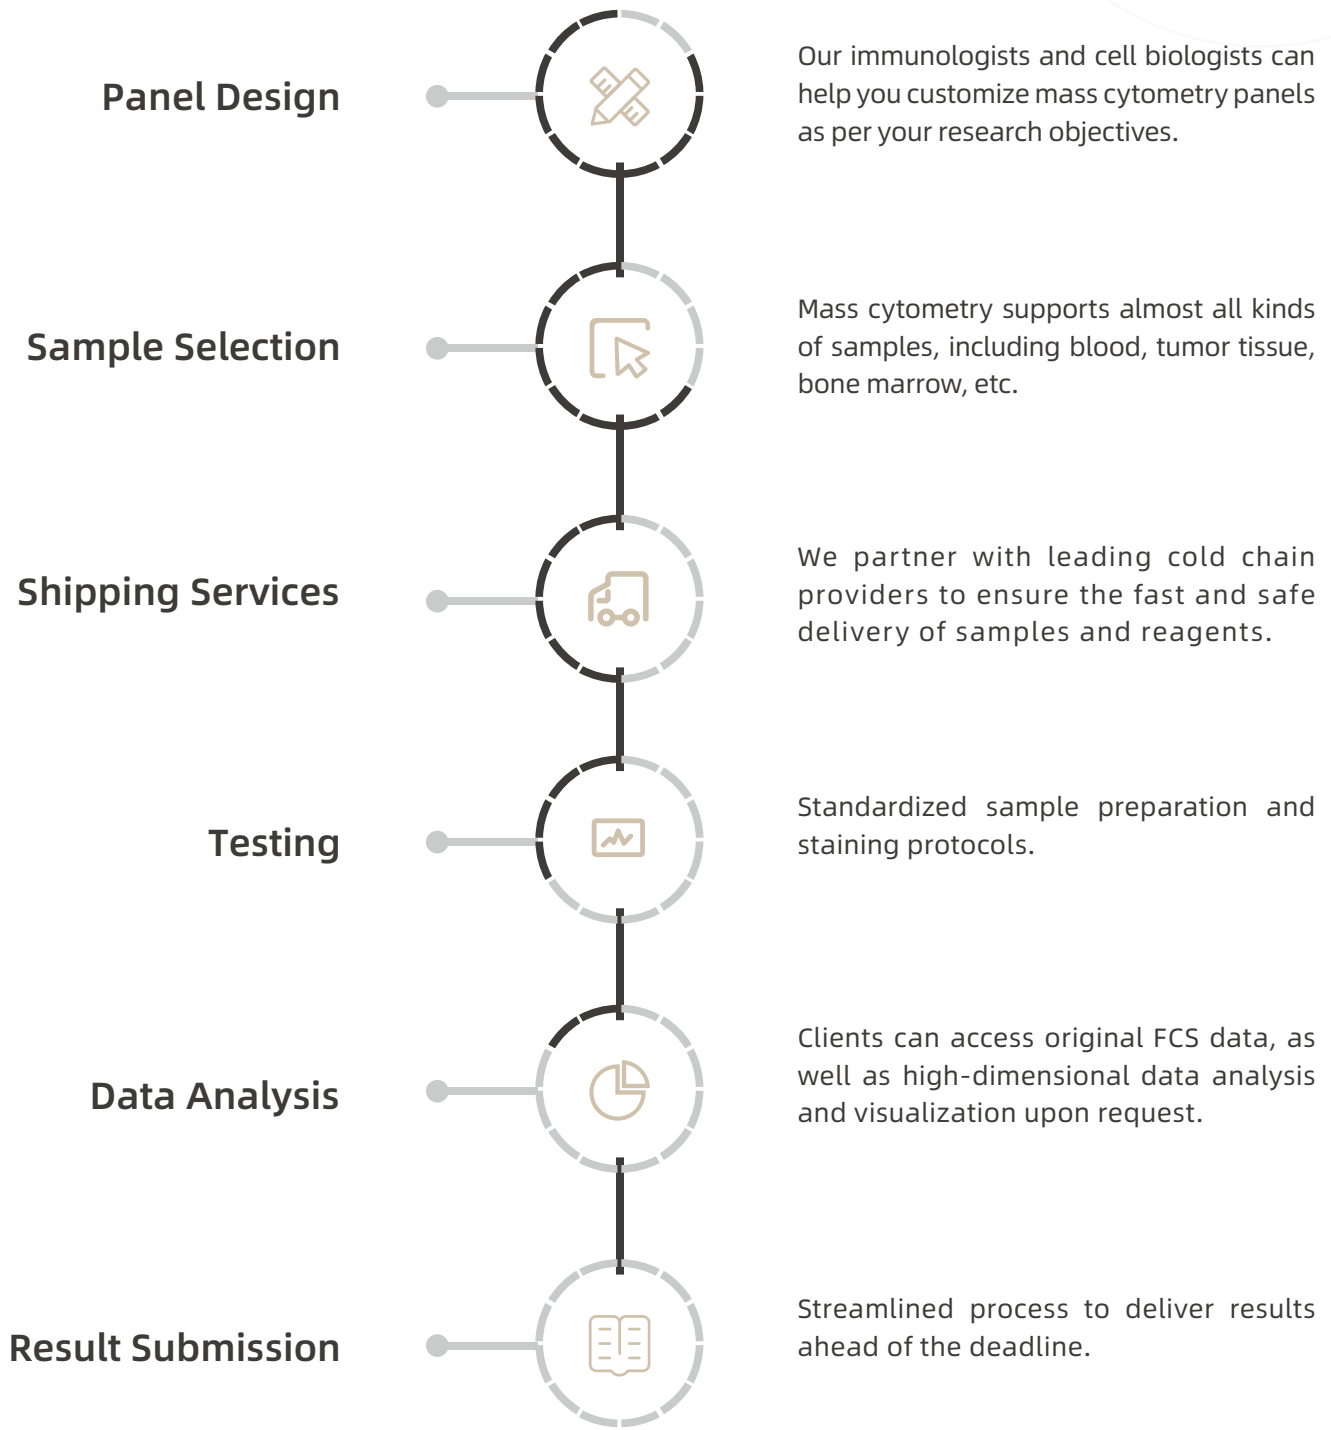 Panel Design
Our immunologists and cell biologists can
help you customize mass cytometry panels
as per your research objectives.
Sample Selection
Mass cytometry supports almost all kinds
of samples, including blood, tumor tissue,
bone marrow, etc.
Shipping Services
We partner with leading cold chain
providers to ensure the fast and safe
delivery of samples and reagents.
Testing
Standardized sample preparation and
staining protocols.
Data Analysis
Clients can access original FCS data, as
well as high-dimensional data analysis
and visualization upon request.
Result Submission
Streamlined process to deliver results
ahead of the deadline.